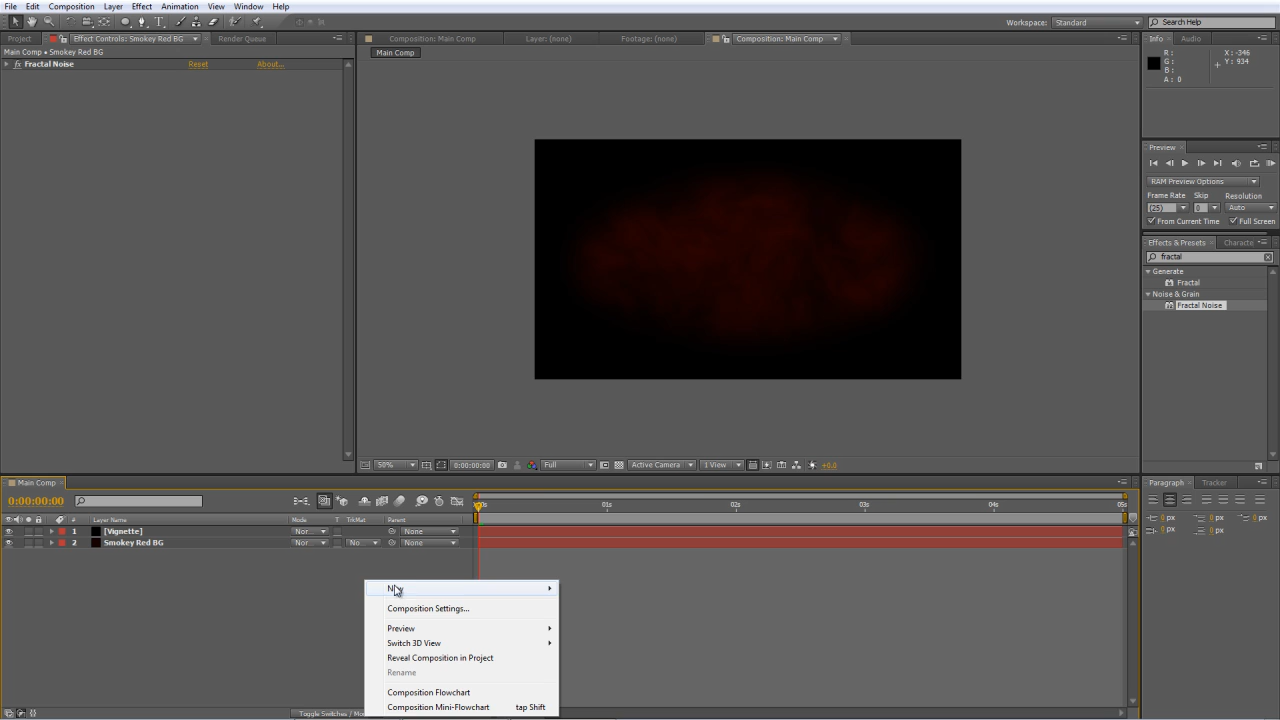 File Edit Composition Layer Effect Animation View Window Help
Workspace: Standard Search Help
Project Effect Controls: Smokey Red BG Render Queue
Composition: Main Comp Layer: (none) Footage: (none) Composition: Main Comp
Info Audio
Main Comp • Smokey Red BG
Main Comp
Fractal Noise Reset About...
R :
G :
B :
A : 0
X : -346
Y : 934
Preview
RAM Preview Options
Frame Rate Skip Resolution
(25) 0 Auto
From Current Time Full Screen
Effects & Presets Characte
fractal
Generate
Fractal
Noise & Grain
Fractal Noise
50% 0:00:00:00 Full Active Camera 1 View +0.0
Main Comp
Paragraph Tracker
0:00:00:00
01s 02s 03s 04s 05s
0 px 0 px 0 px
0 px 0 px
# Layer Name Mode T TrkMat Parent
1 [Vignette] Nor... None
2 Smokey Red BG Nor... No... None
Composition Settings...
Preview
Switch 3D View
Reveal Composition in Project
Rename
Composition Flowchart
Composition Mini-Flowchart tap Shift
Toggle Switches / Mo